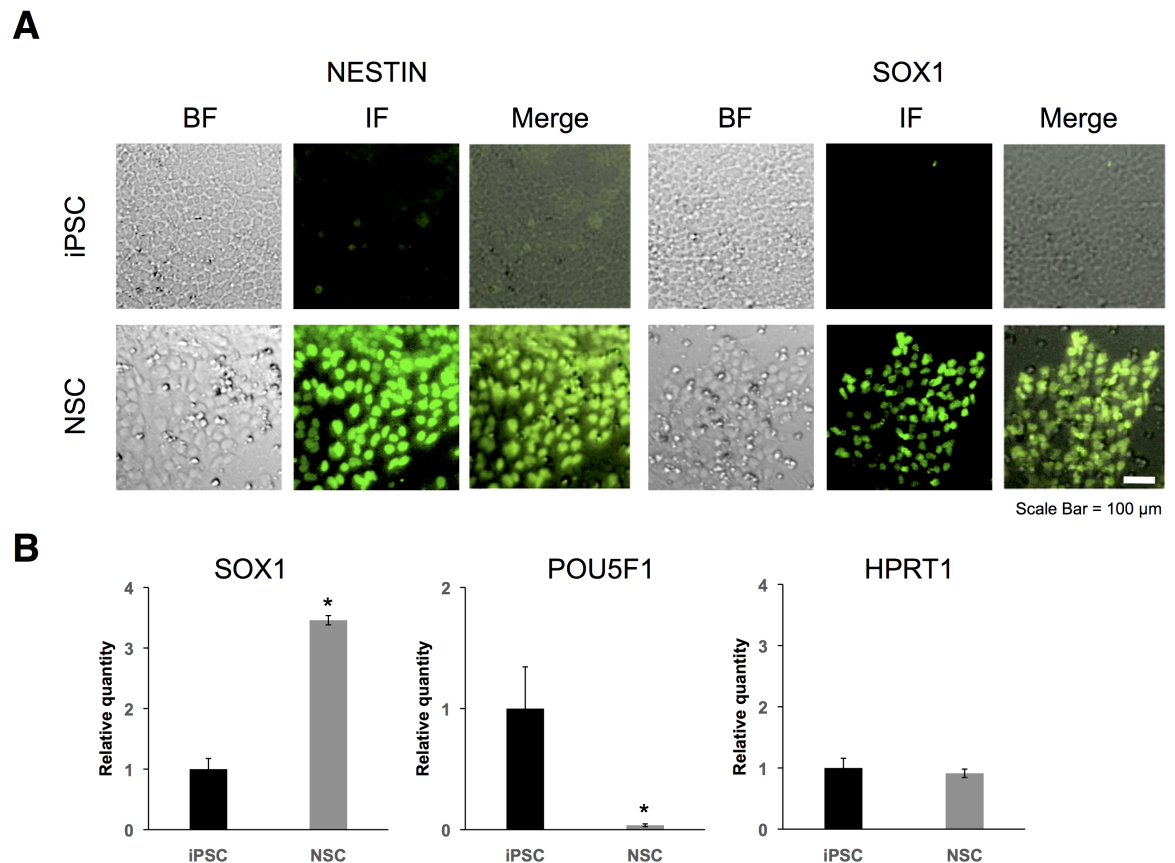 A
NESTIN SOX1
BF IF Merge BF IF Merge
iPSC
NSC
Scale Bar = 100 µm
B
SOX1 POU5F1 HPRT1
Relative quantity
4
3
2
1
0
*
iPSC NSC
Relative quantity
2
1
0
*
iPSC NSC
Relative quantity
4
3
2
1
0
iPSC NSC